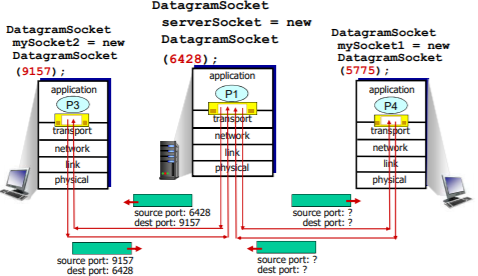 DatagramSocket
serverSocket = new
DatagramSocket
(6428);
DatagramSocket
mySocket2 = new
DatagramSocket
(9157);
DatagramSocket
mySocket1 = new
DatagramSocket
(5775);
application
P3
transport
network
link
physical
application
P1
transport
network
link
physical
application
P4
transport
network
link
physical
source port: 6428
dest port: 9157
source port: ?
dest port: ?
source port: 9157
dest port: 6428
source port: ?
dest port: ?